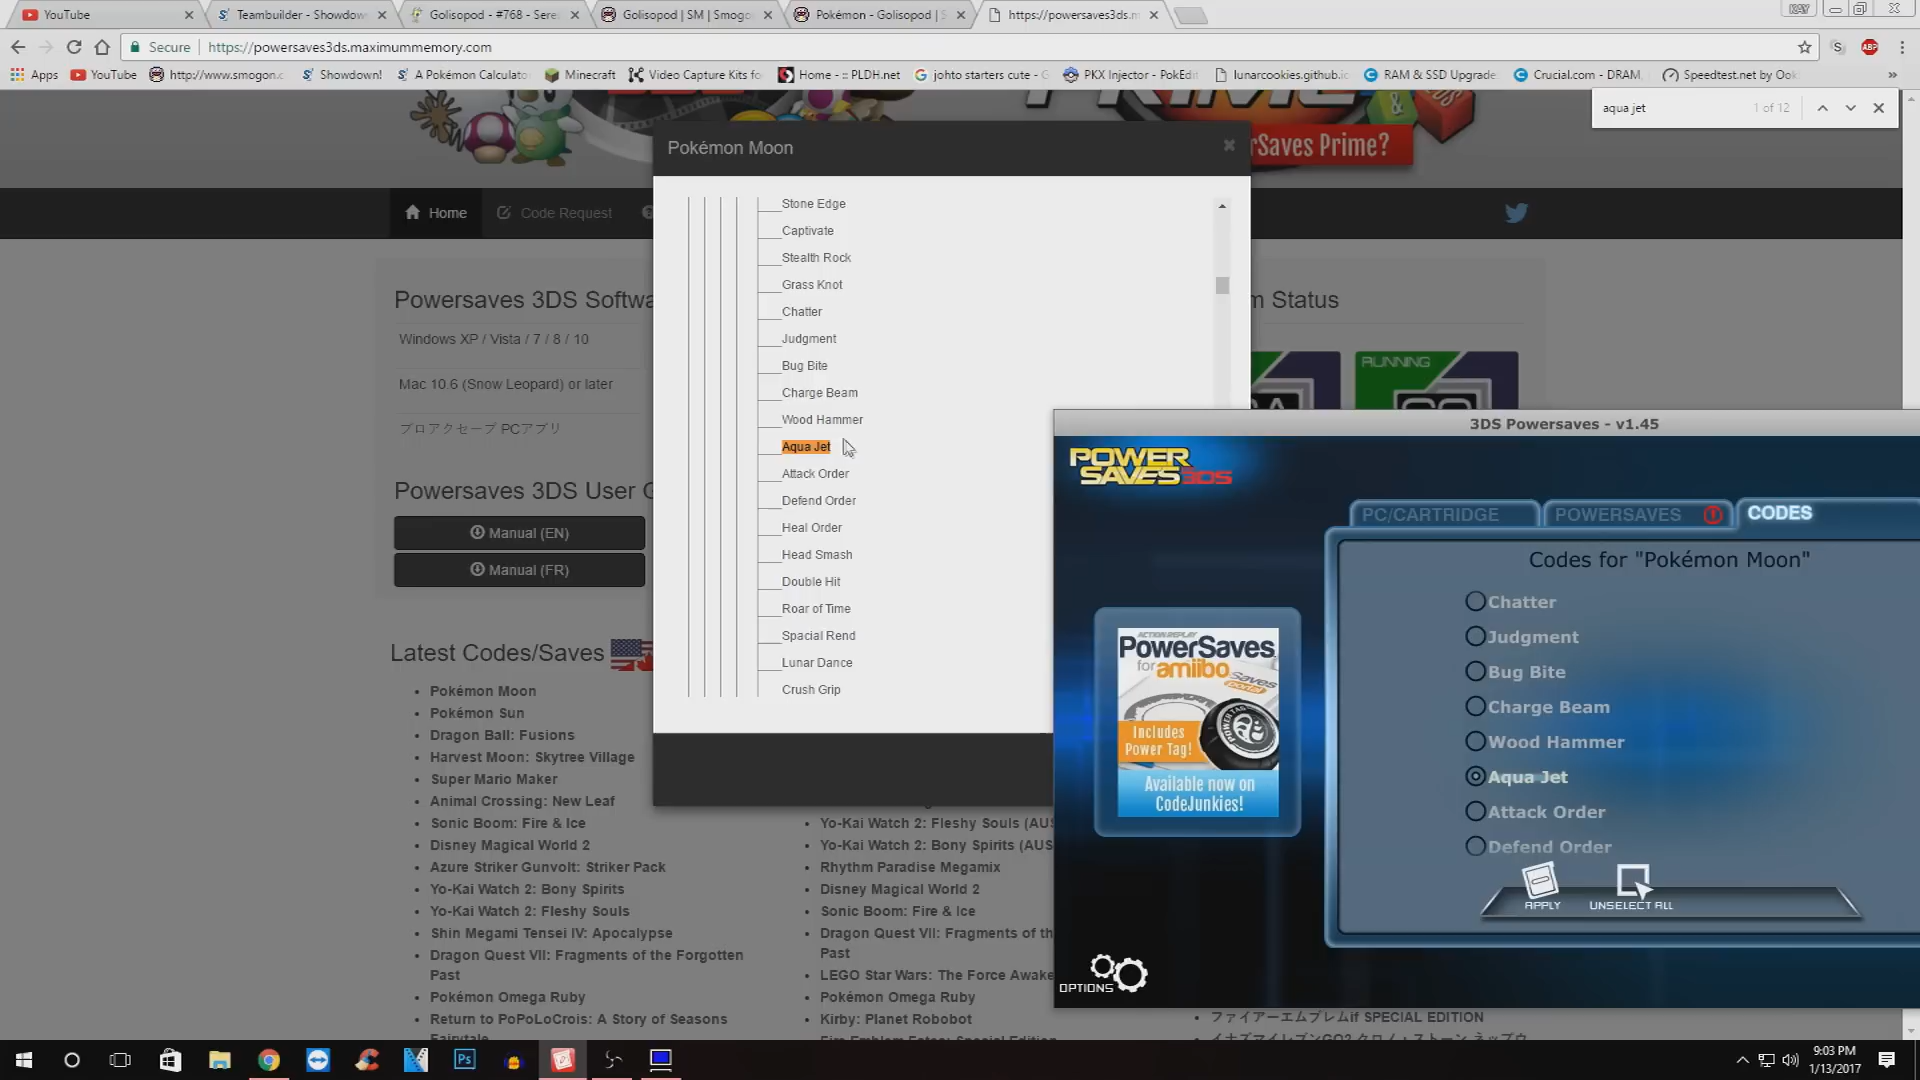 YouTube
Teambuilder - Showdow
Golisopod - #768 - Sere
Golisopod | SM | Smogo
Pokémon - Golisopod | S
https://powersaves3ds.m
RAY
Secure
https://powersaves3ds.maximummemory.com
Apps
YouTube
http://www.smogon.c
Showdown!
A Pokémon Calculato
Minecraft
Video Capture Kits fo
Home - :: PLDH.net
johto starters cute - G
PKX Injector - PokEdit
lunarcookies.github.io
RAM & SSD Upgrade
Crucial.com - DRAM,
Speedtest.net by Ook
aqua jet
1 of 12
rSaves Prime?
Pokémon Moon
Home
Code Request
Stone Edge
Captivate
Stealth Rock
Grass Knot
Chatter
Judgment
Bug Bite
Charge Beam
Wood Hammer
Aqua Jet
Attack Order
Defend Order
Heal Order
Head Smash
Double Hit
Roar of Time
Spacial Rend
Lunar Dance
Crush Grip
Powersaves 3DS Softwa
Windows XP / Vista / 7 / 8 / 10
Mac 10.6 (Snow Leopard) or later
プロアクセーブ PCアプリ
Powersaves 3DS User G
Manual (EN)
Manual (FR)
m Status
RUNNING
Latest Codes/Saves
Pokémon Moon
Pokémon Sun
Dragon Ball: Fusions
Harvest Moon: Skytree Village
Super Mario Maker
Animal Crossing: New Leaf
Sonic Boom: Fire & Ice
Disney Magical World 2
Azure Striker Gunvolt: Striker Pack
Yo-Kai Watch 2: Bony Spirits
Yo-Kai Watch 2: Fleshy Souls
Shin Megami Tensei IV: Apocalypse
Dragon Quest VII: Fragments of the Forgotten
Past
Pokémon Omega Ruby
Return to PoPoLoCrois: A Story of Seasons
Fairytale
Yo-Kai Watch 2: Fleshy Souls (AUS
Yo-Kai Watch 2: Bony Spirits (AUS
Rhythm Paradise Megamix
Disney Magical World 2
Sonic Boom: Fire & Ice
Dragon Quest VII: Fragments of th
Past
LEGO Star Wars: The Force Awake
Pokémon Omega Ruby
Kirby: Planet Robobot
Fire Emblem Fates: Special Edition
ファイアーエムブレムif SPECIAL EDITION
3DS Powersaves - v1.45
POWER
SAVES3DS
PC/CARTRIDGE
POWERSAVES
CODES
Codes for "Pokémon Moon"
Chatter
Judgment
Bug Bite
Charge Beam
Wood Hammer
Aqua Jet
Attack Order
Defend Order
APPLY
UNSELECT ALL
ACTION REPLAY
PowerSaves
for amiibo
Saves
portal
POWER TAG
Includes
Power Tag!
Available now on
CodeJunkies!
OPTIONS
9:03 PM
1/13/2017